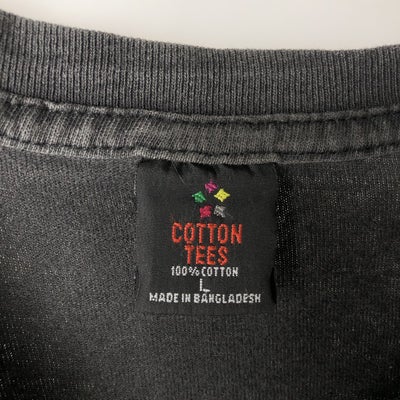 COTTON
TEES
100% COTTON
L
MADE IN BANGLADESH